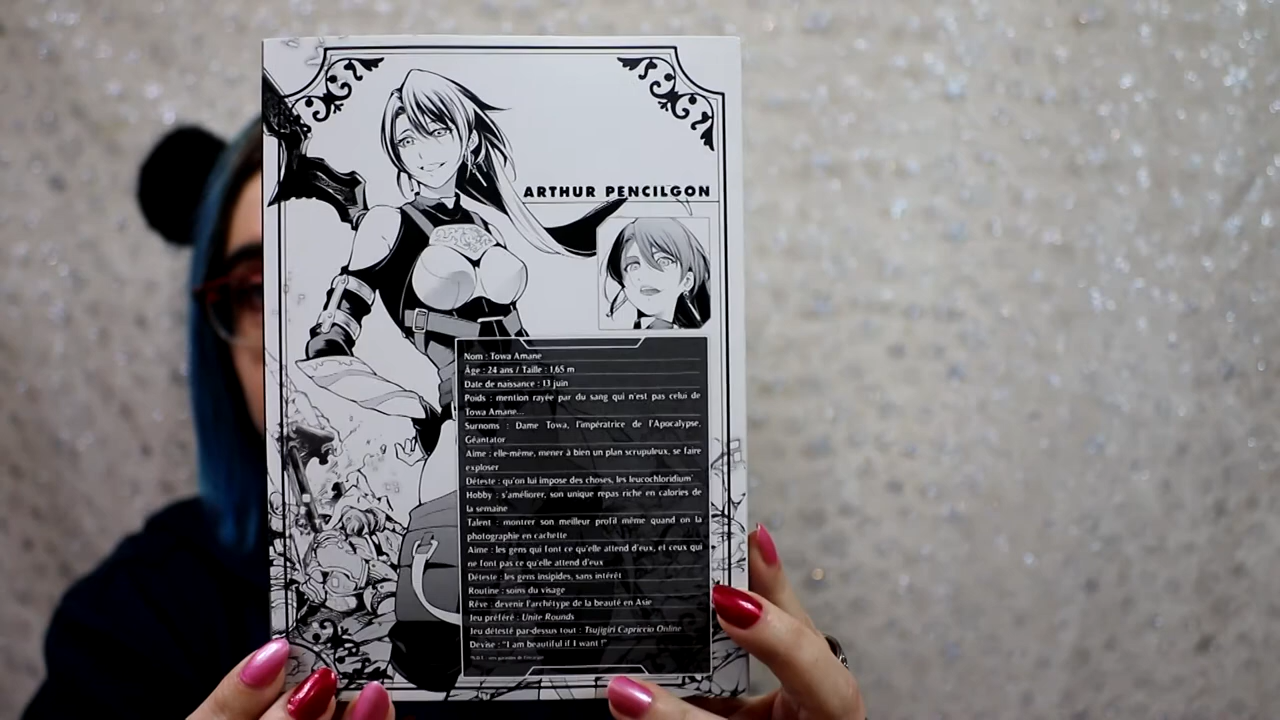 ARTHUR PENCILGON
Nom : Towa Amane
Âge : 24 ans / Taille : 1,65 m
Date de naissance : 13 juin
Poids : mention rayée par du sang qui n'est pas celui de
Towa Amane...
Surnoms : Dame Towa, l'impératrice de l'Apocalypse,
Géantator
Aime : elle-même, mener à bien un plan scrupuleux, se faire
exploser
Déteste : qu'on lui impose des choses, les leucochloridium*
Hobby : s'améliorer, son unique repas riche en calories de
la semaine
Talent : montrer son meilleur profil même quand on la
photographie en cachette
Aime : les gens qui font ce qu'elle attend d'eux, et ceux qui
ne font pas ce qu'elle attend d'eux
Déteste : les gens insipides, sans intérêt
Routine : soins du visage
Rêve : devenir l'archétype de la beauté en Asie
Jeu préféré : Unite Rounds
Jeu détesté par-dessus tout : Tsujigiri Capriccio Online
Devise : "I am beautiful if I want !"